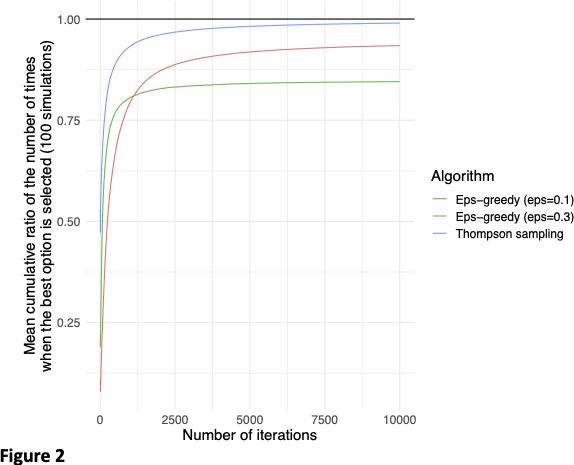 Mean cumulative ratio of the number of times
when the best option is selected (100 simulations)
1.00
0.75
0.50
0.25
0
2500
5000
7500
10000
Number of iterations
Algorithm
Eps−greedy (eps=0.1)
Eps−greedy (eps=0.3)
Thompson sampling
Figure 2